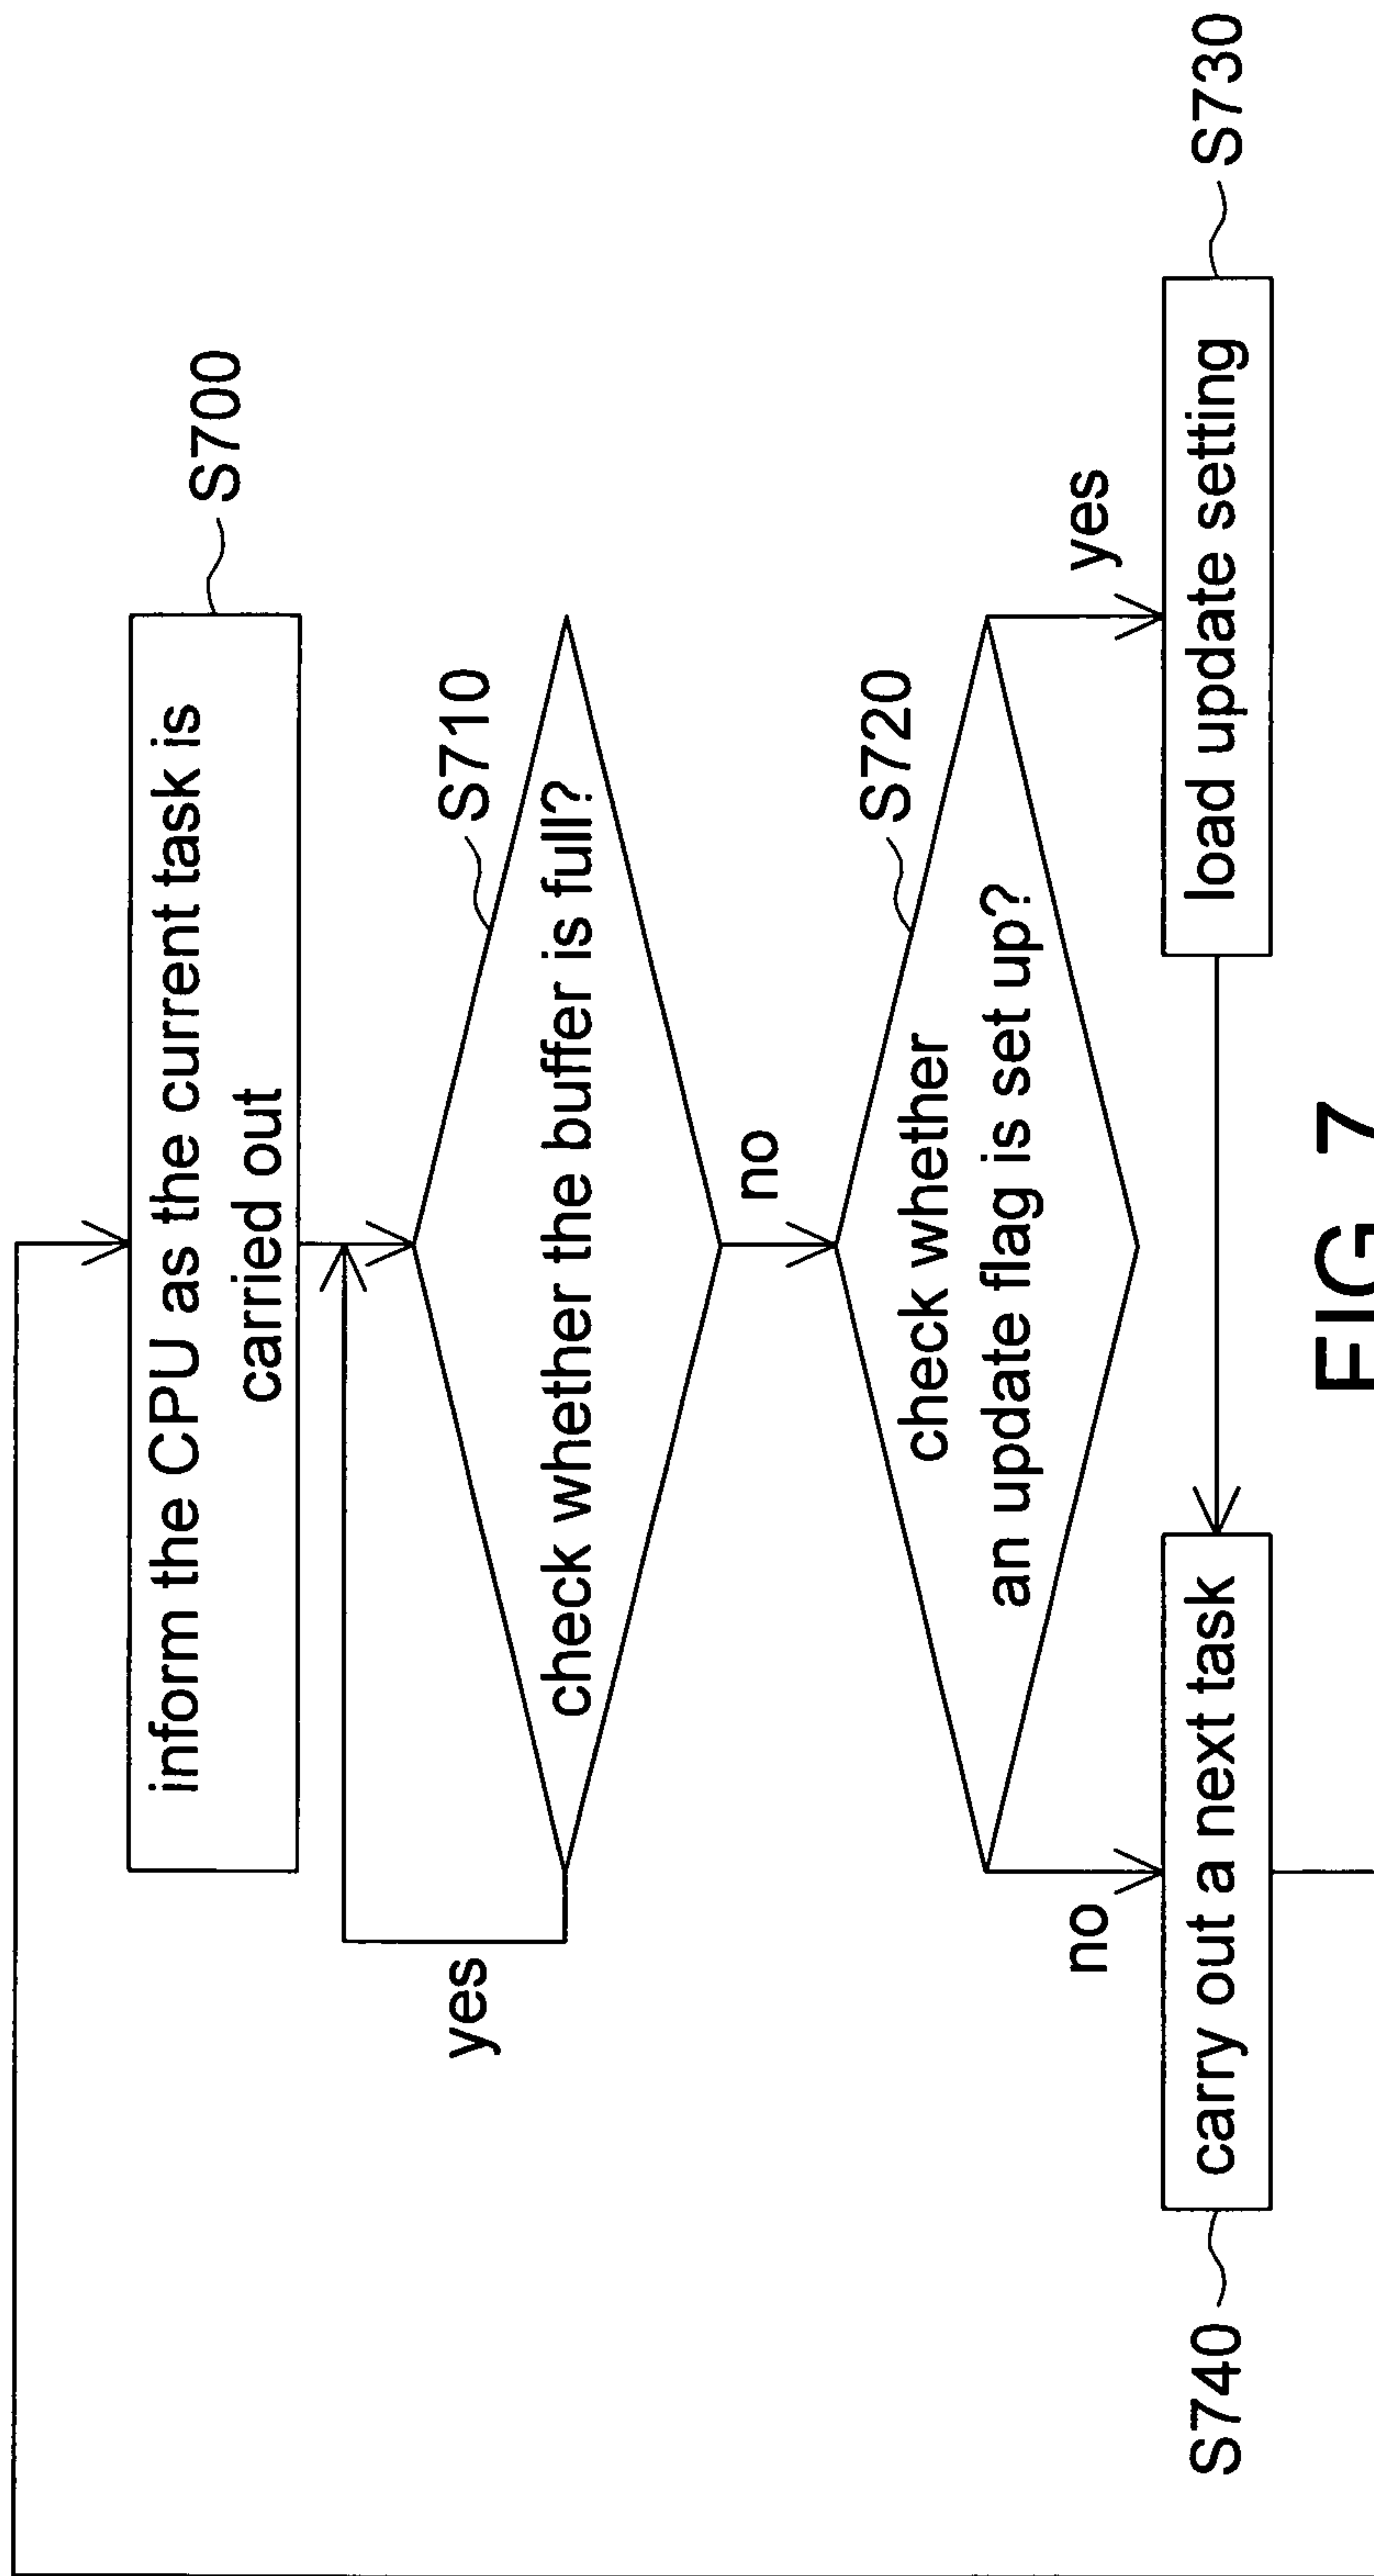 inform the CPU as the current task is
carried out
S700
S710
check whether the buffer is full?
yes
no
S720
check whether
an update flag is set up?
no
yes
S740
carry out a next task
load update setting
S730
FIG. 7